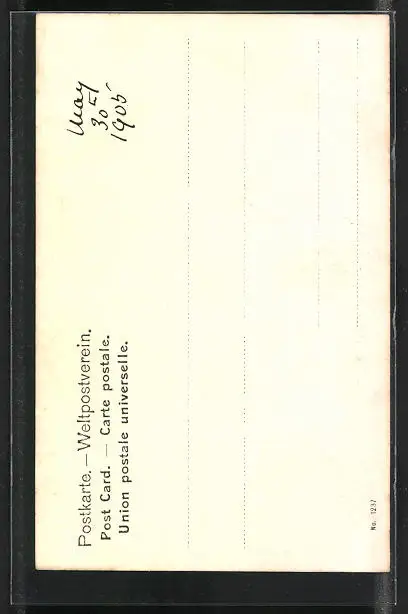 Postkarte. — Weltpostverein.
Post Card. — Carte postale.
Union postale universelle.
May
30
1905
No. 1237